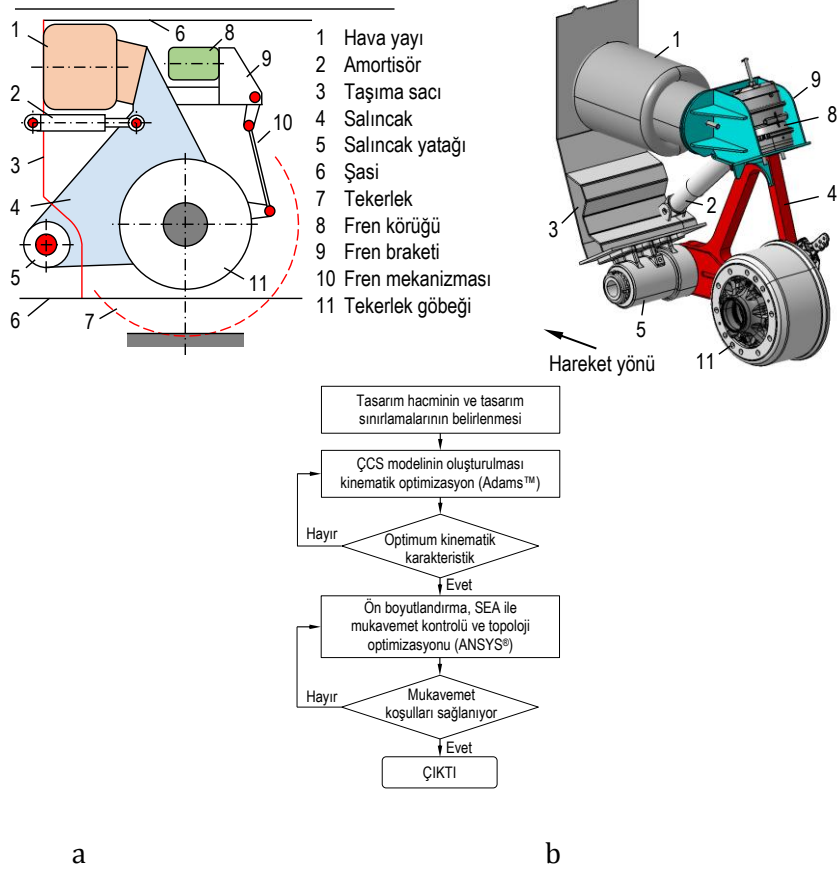 1
2
3
4
5
6
7
6
8
9
10
11
1 Hava yayı
2 Amortisör
3 Taşıma sacı
4 Salıncak
5 Salıncak yatağı
6 Şasi
7 Tekerlek
8 Fren körüğü
9 Fren braketi
10 Fren mekanizması
11 Tekerlek göbeği
1
9
8
4
2
3
5
11
Hareket yönü
Tasarım hacminin ve tasarım
sınırlamalarının belirlenmesi
ÇCS modelinin oluşturulması
kinematik optimizasyon (Adams™)
Hayır
Optimum kinematik
karakteristik
Evet
Ön boyutlandırma, SEA ile
mukavemet kontrolü ve topoloji
optimizasyonu (ANSYS®)
Hayır
Mukavemet
koşulları sağlanıyor
Evet
ÇIKTI
a b